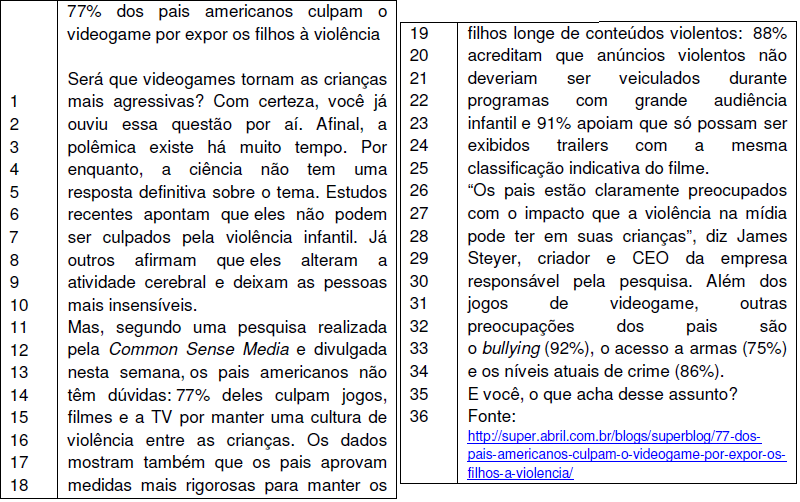 77% dos pais americanos culpam o
videogame por expor os filhos à violência
Será que videogames tornam as crianças
1 mais agressivas? Com certeza, você já
2 ouviu essa questão por aí. Afinal, a
3 polêmica existe há muito tempo. Por
4 enquanto, a ciência não tem uma
5 resposta definitiva sobre o tema. Estudos
6 recentes apontam que eles não podem
7 ser culpados pela violência infantil. Já
8 outros afirmam que eles alteram a
9 atividade cerebral e deixam as pessoas
10 mais insensíveis.
11 Mas, segundo uma pesquisa realizada
12 pela Common Sense Media e divulgada
13 nesta semana, os pais americanos não
14 têm dúvidas: 77% deles culpam jogos,
15 filmes e a TV por manter uma cultura de
16 violência entre as crianças. Os dados
17 mostram também que os pais aprovam
18 medidas mais rigorosas para manter os
19 filhos longe de conteúdos violentos: 88%
20 acreditam que anúncios violentos não
21 deveriam ser veiculados durante
22 programas com grande audiência
23 infantil e 91% apoiam que só possam ser
24 exibidos trailers com a mesma
25 classificação indicativa do filme.
26 “Os pais estão claramente preocupados
27 com o impacto que a violência na mídia
28 pode ter em suas crianças”, diz James
29 Steyer, criador e CEO da empresa
30 responsável pela pesquisa. Além dos
31 jogos de videogame, outras
32 preocupações dos pais são
33 o bullying (92%), o acesso a armas (75%)
34 e os níveis atuais de crime (86%).
35 E você, o que acha desse assunto?
36 Fonte:
http://super.abril.com.br/blogs/superblog/77-dos-
pais-americanos-culpam-o-videogame-por-expor-os-
filhos-a-violencia/